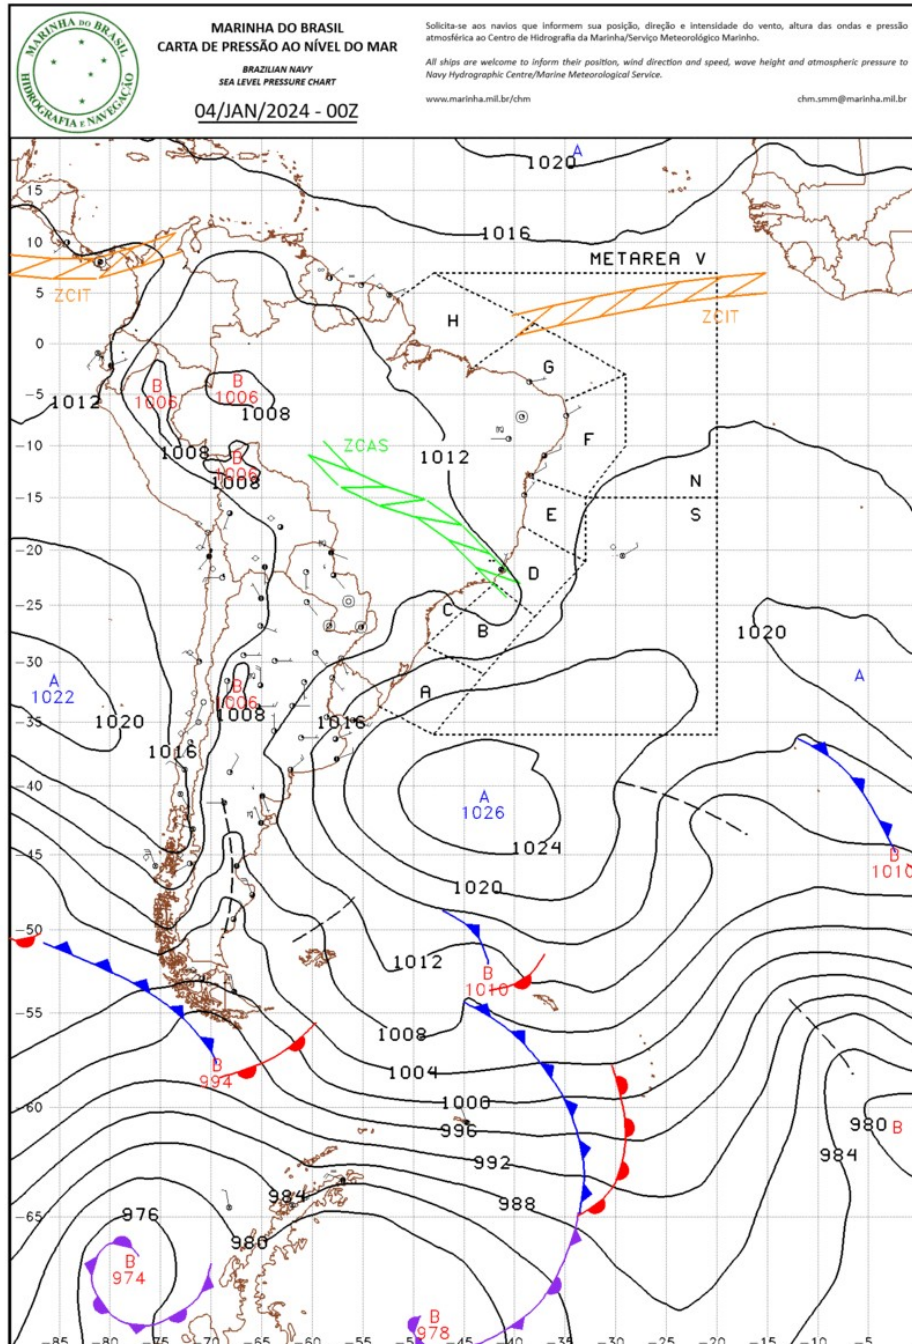 MARINHA DO BRASIL
HIDROGRAFIA E NAVEGAÇÃO
MARINHA DO BRASIL
CARTA DE PRESSÃO AO NÍVEL DO MAR
BRAZILIAN NAVY
SEA LEVEL PRESSURE CHART
04/JAN/2024 - 00Z
Solicita-se aos navios que informem sua posição, direção e intensidade do vento, altura das ondas e pressão
atmosférica ao Centro de Hidrografia da Marinha/Serviço Meteorológico Marinho.
All ships are welcome to inform their position, wind direction and speed, wave height and atmospheric pressure to
Navy Hydrographic Centre/Marine Meteorological Service.
www.marinha.mil.br/chm
chm.smm@marinha.mil.br
A
1020
15
1016
10
METAREA V
5
ZCIT
ZCIT
H
0
G
B
1006
B
1006
-5
1012
1008
F
ZCAS
1008
1012
-10
B
1006
1008
N
-15
E
S
-20
D
-25
C
B
1020
-30
A
1022
B
1006
A
A
1008
1020
1016
-35
1016
-40
A
1026
1024
-45
B
1010
1020
-50
1012
B
1010
-55
1008
B
994
1004
-60
1000
980
B
996
992
984
984
988
-65
976
980
B
974
B
978
-85
-80
-75
-70
-65
-60
-55
-50
-45
-40
-35
-30
-25
-20
-15
-10
-5